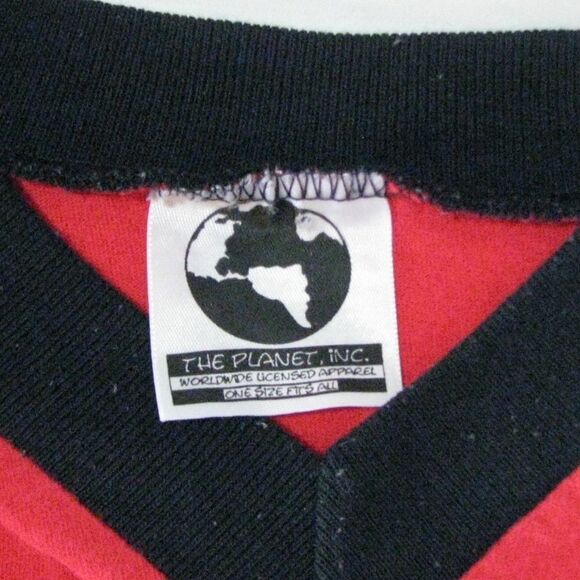 THE PLANET, INC.
WORLDWIDE LICENSED APPAREL
ONE SIZE FITS ALL